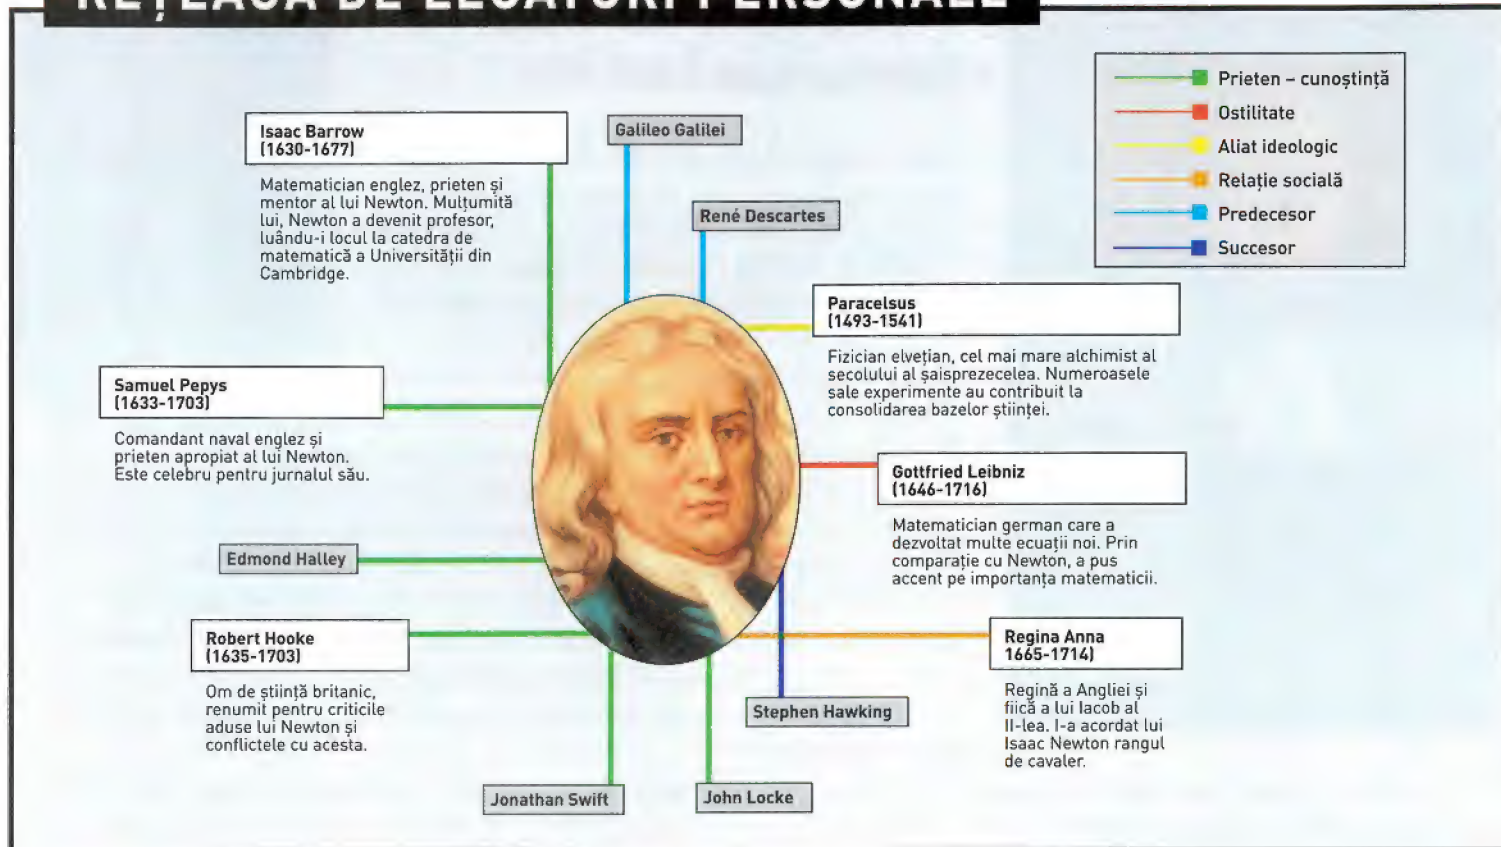 REȚEAUA DE LEGĂTURI PERSONALE
Prieten – cunoștință
Ostilitate
Aliat ideologic
Relație socială
Predecesor
Succesor
Isaac Barrow
(1630-1677)
Matematician englez, prieten și
mentor al lui Newton. Mulțumită
lui, Newton a devenit profesor,
luându-i locul la catedra de
matematică a Universității din
Cambridge.
Galileo Galilei
René Descartes
Paracelsus
(1493-1541)
Fizician elvețian, cel mai mare alchimist al
secolului al șaisprezecelea. Numeroasele
sale experimente au contribuit la
consolidarea bazelor științei.
Samuel Pepys
(1633-1703)
Comandant naval englez și
prieten apropiat al lui Newton.
Este celebru pentru jurnalul său.
Gottfried Leibniz
(1646-1716)
Matematician german care a
dezvoltat multe ecuații noi. Prin
comparație cu Newton, a pus
accent pe importanța matematicii.
Edmond Halley
Robert Hooke
(1635-1703)
Om de știință britanic,
renumit pentru criticile
aduse lui Newton și
conflictele cu acesta.
Regina Anna
1665-1714)
Regină a Angliei și
fiică a lui Iacob al
II-lea. I-a acordat lui
Isaac Newton rangul
de cavaler.
Stephen Hawking
Jonathan Swift
John Locke